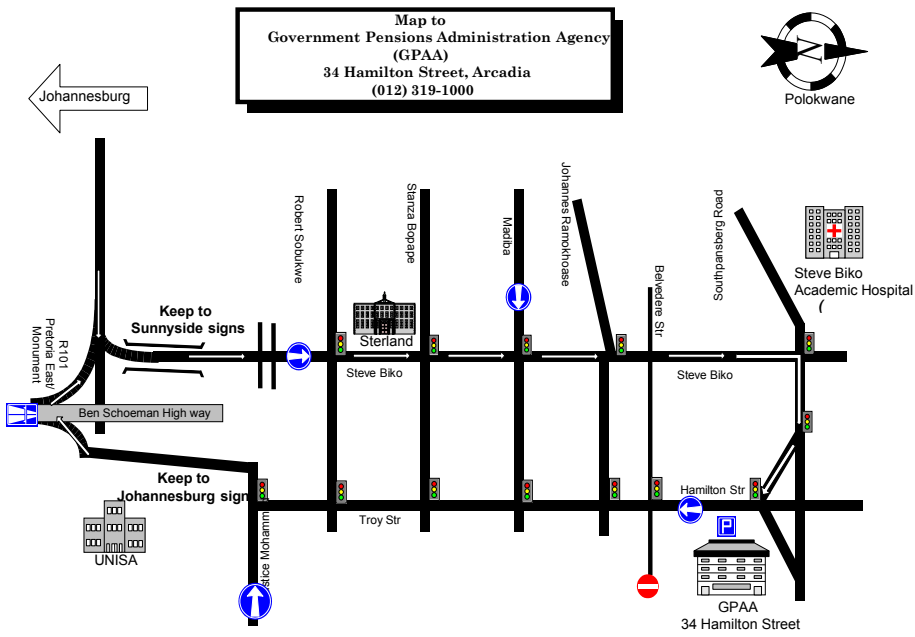 Map to
Government Pensions Administration Agency
(GPAA)
34 Hamilton Street, Arcadia
(012) 319-1000
N
Polokwane
Johannesburg
Robert Sobukwe
Stanza Bopape
Madiba
Johannes Ramokhoase
Belvedere Str
Southpansberg Road
Steve Biko
Academic Hospital
(
Keep to
Sunnyside signs
Sterland
Steve Biko
Steve Biko
R101
Pretoria East/
Monument
Ben Schoeman High way
Keep to
Johannesburg sign
Troy Str
Hamilton Str
stice Mohamm
UNISA
P
GPAA
34 Hamilton Street